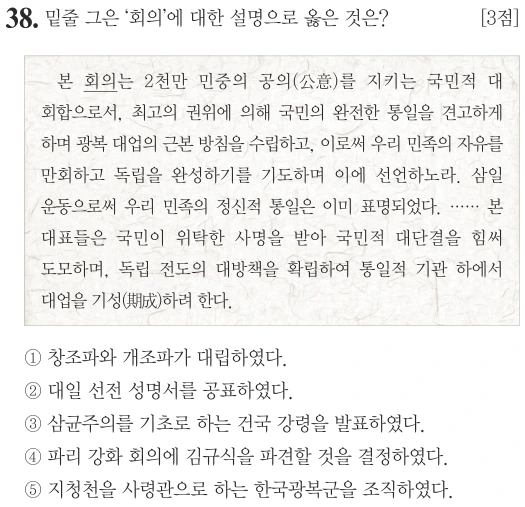 38. 밑줄 그은 ‘회의’에 대한 설명으로 옳은 것은? [3점]
본 회의는 2천만 민중의 공의(公意)를 지키는 국민적 대
회합으로서, 최고의 권위에 의해 국민의 완전한 통일을 견고하게
하며 광복 대업의 근본 방침을 수립하고, 이로써 우리 민족의 자유를
만회하고 독립을 완성하기를 기도하며 이에 선언하노라. 삼일
운동으로써 우리 민족의 정신적 통일은 이미 표명되었다. …… 본
대표들은 국민이 위탁한 사명을 받아 국민적 대단결을 힘써
도모하며, 독립 전도의 대방책을 확립하여 통일적 기관 하에서
대업을 기성(期成)하려 한다.
① 창조파와 개조파가 대립하였다.
② 대일 선전 성명서를 공표하였다.
③ 삼균주의를 기초로 하는 건국 강령을 발표하였다.
④ 파리 강화 회의에 김규식을 파견할 것을 결정하였다.
⑤ 지청천을 사령관으로 하는 한국광복군을 조직하였다.